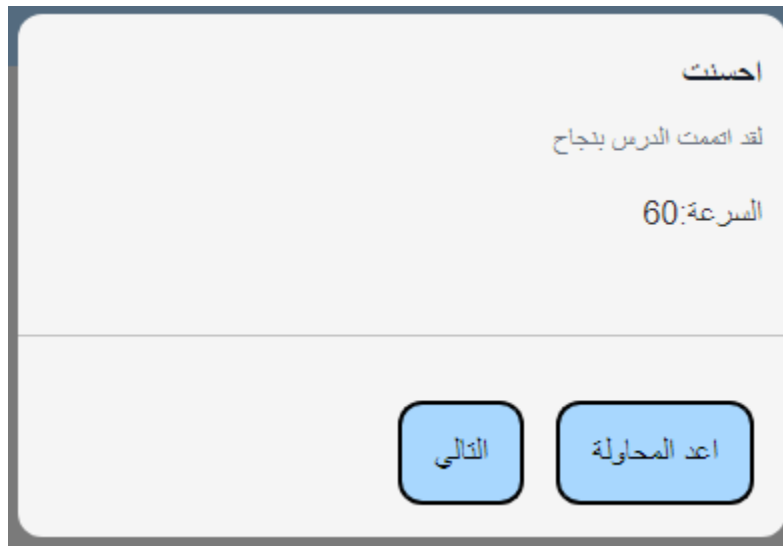 احسنت
لقد اتممت الدرس بنجاح
السرعة:60
اعد المحاولة
التالي